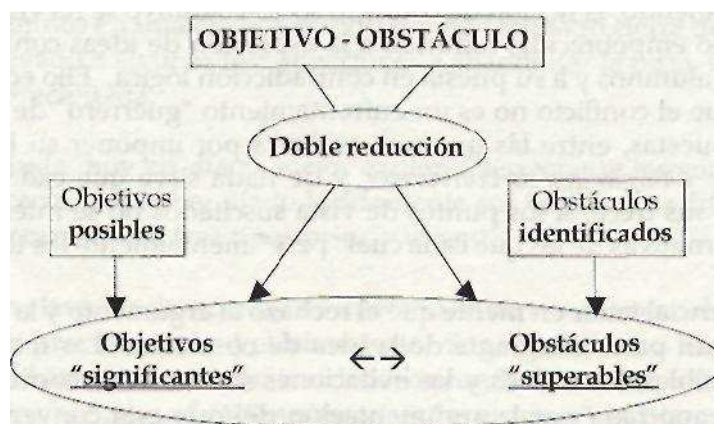 OBJETIVO - OBSTÁCULO
Doble reducción
Objetivos
posibles
Obstáculos
identificados
Objetivos
"significantes"
Obstáculos
"superables"